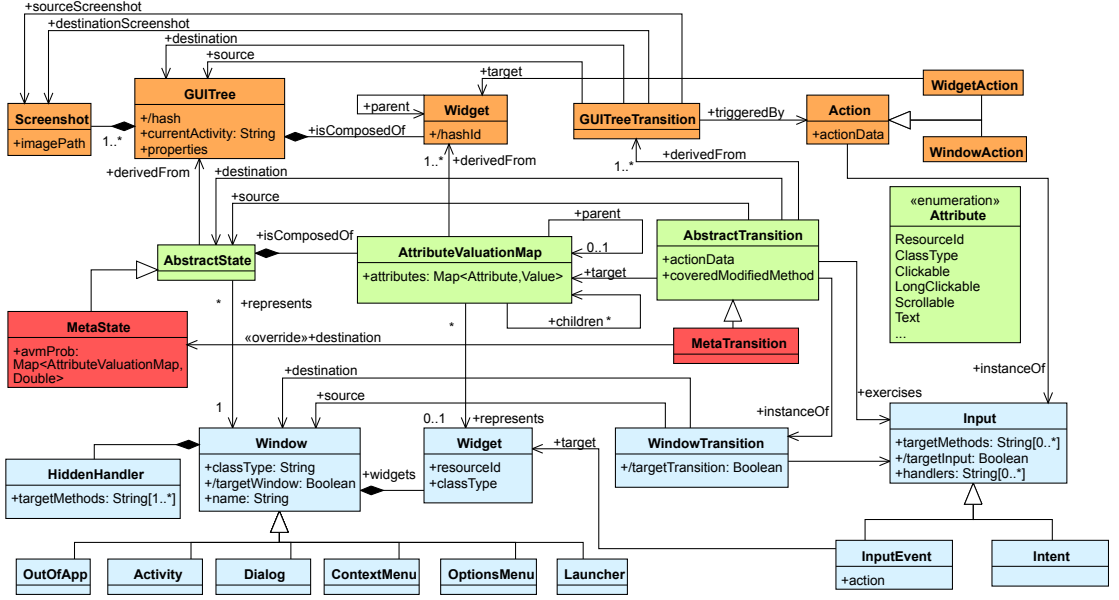 +sourceScreenshot
+destinationScreenshot
+destination
+source
+target
GUITree
+/hash
+currentActivity: String
+properties
Screenshot
+imagePath
1..*
+isComposedOf
+parent
Widget
+/hashId
GUITreeTransition
+triggeredBy
Action
+actionData
WidgetAction
WindowAction
+derivedFrom
1..*
+derivedFrom
1..*
+derivedFrom
+destination
+source
«enumeration»
Attribute
ResourceId
ClassType
Clickable
LongClickable
Scrollable
Text
...
AbstractState
+isComposedOf
AttributeValuationMap
+attributes: Map<Attribute,Value>
+parent
0..1
+target
+children
*
AbstractTransition
+actionData
+coveredModifiedMethod
*
+represents
*
MetaState
+avmProb:
Map<AttributeValuationMap,
Double>
«override»+destination
MetaTransition
+instanceOf
+destination
+source
+instanceOf
+exercises
1
0..1
+represents
HiddenHandler
+targetMethods: String[1..*]
Window
+classType: String
+/targetWindow: Boolean
+name: String
+widgets
Widget
+resourceId
+classType
+target
WindowTransition
+/targetTransition: Boolean
Input
+targetMethods: String[0..*]
+/targetInput: Boolean
+handlers: String[0..*]
OutOfApp
Activity
Dialog
ContextMenu
OptionsMenu
Launcher
InputEvent
+action
Intent